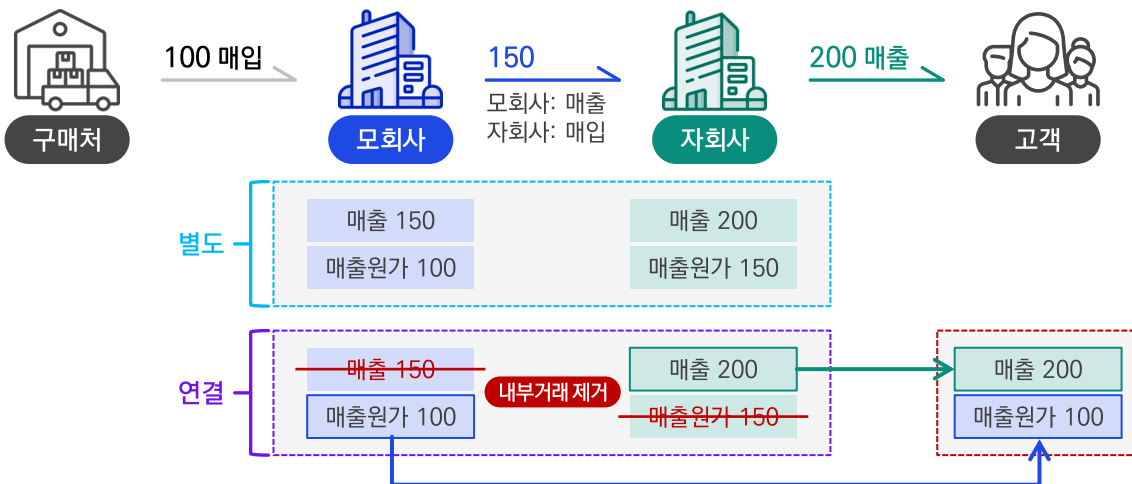 100 매입
150
200 매출
모회사: 매출
자회사: 매입
구매처
모회사
자회사
고객
별도
매출 150
매출 200
매출원가 100
매출원가 150
연결
매출 150
내부거래 제거
매출 200
매출 200
매출원가 100
매출원가 150
매출원가 100